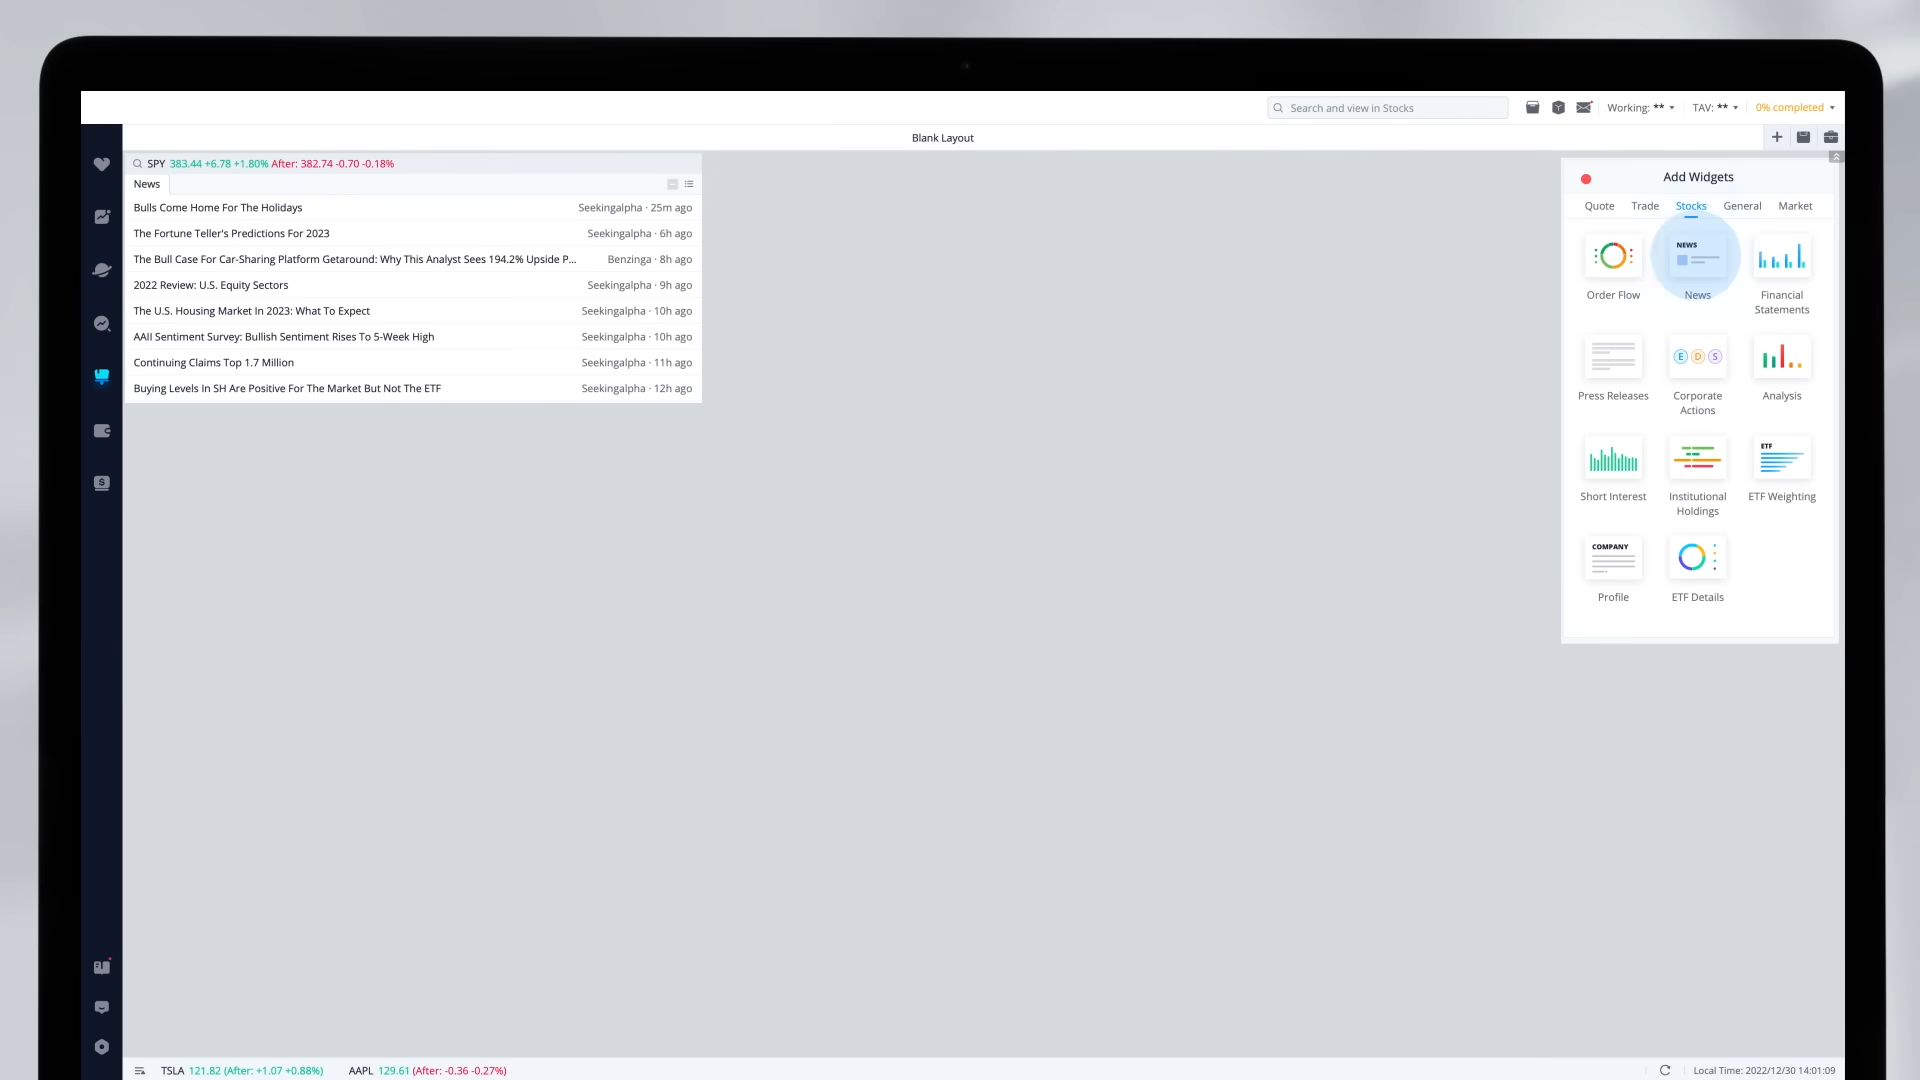 Search and view in Stocks
Working: **
TAV: **
0% completed
Blank Layout
SPY 383.44 +6.78 +1.80% After: 382.74 -0.70 -0.18%
News
Bulls Come Home For The Holidays Seekingalpha · 25m ago
The Fortune Teller's Predictions For 2023 Seekingalpha · 6h ago
The Bull Case For Car-Sharing Platform Getaround: Why This Analyst Sees 194.2% Upside P... Benzinga · 8h ago
2022 Review: U.S. Equity Sectors Seekingalpha · 9h ago
The U.S. Housing Market In 2023: What To Expect Seekingalpha · 10h ago
AAII Sentiment Survey: Bullish Sentiment Rises To 5-Week High Seekingalpha · 10h ago
Continuing Claims Top 1.7 Million Seekingalpha · 11h ago
Buying Levels In SH Are Positive For The Market But Not The ETF Seekingalpha · 12h ago
Add Widgets
Quote Trade Stocks General Market
NEWS
Order Flow News Financial
Statements
E D S
Press Releases Corporate Analysis
Actions
ETF
Short Interest Institutional ETF Weighting
Holdings
COMPANY
Profile ETF Details
TSLA 121.82 (After: +1.07 +0.88%) AAPL 129.61 (After: -0.36 -0.27%)
Local Time: 2022/12/30 14:01:09